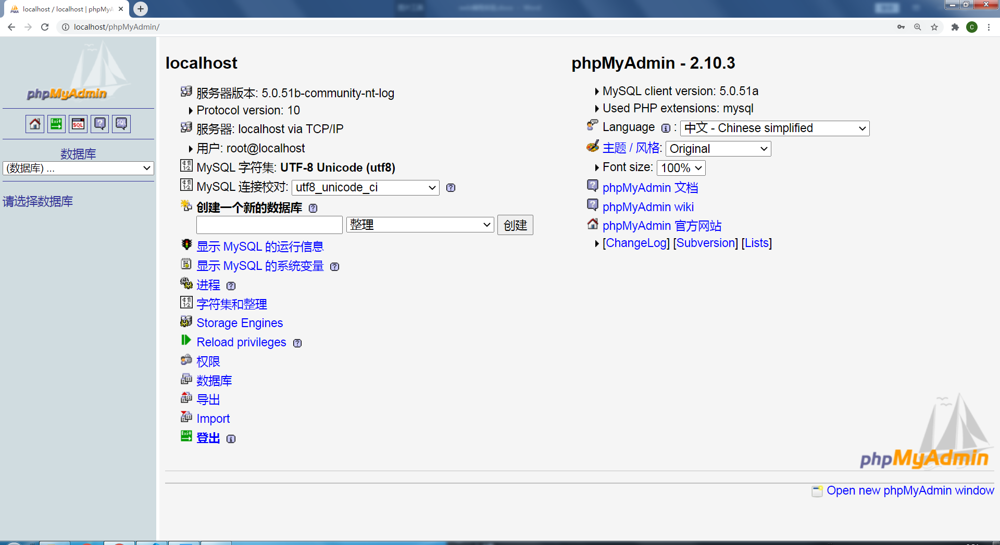 localhost / localhost | phpMyA
localhost/phpMyAdmin/
C
phpMyAdmin
Exit
SQL
SQL
数据库
(数据库) ...
请选择数据库
localhost
服务器版本: 5.0.51b-community-nt-log
Protocol version: 10
服务器: localhost via TCP/IP
用户: root@localhost
MySQL 字符集: UTF-8 Unicode (utf8)
MySQL 连接校对: utf8_unicode_ci
创建一个新的数据库
整理 创建
显示 MySQL 的运行信息
显示 MySQL 的系统变量
进程
字符集和整理
Storage Engines
Reload privileges
权限
数据库
导出
Import
登出
phpMyAdmin - 2.10.3
MySQL client version: 5.0.51a
Used PHP extensions: mysql
Language : 中文 - Chinese simplified
主题 / 风格: Original
Font size: 100%
phpMyAdmin 文档
phpMyAdmin wiki
phpMyAdmin 官方网站
[ChangeLog] [Subversion] [Lists]
phpMyAdmin
Open new phpMyAdmin window